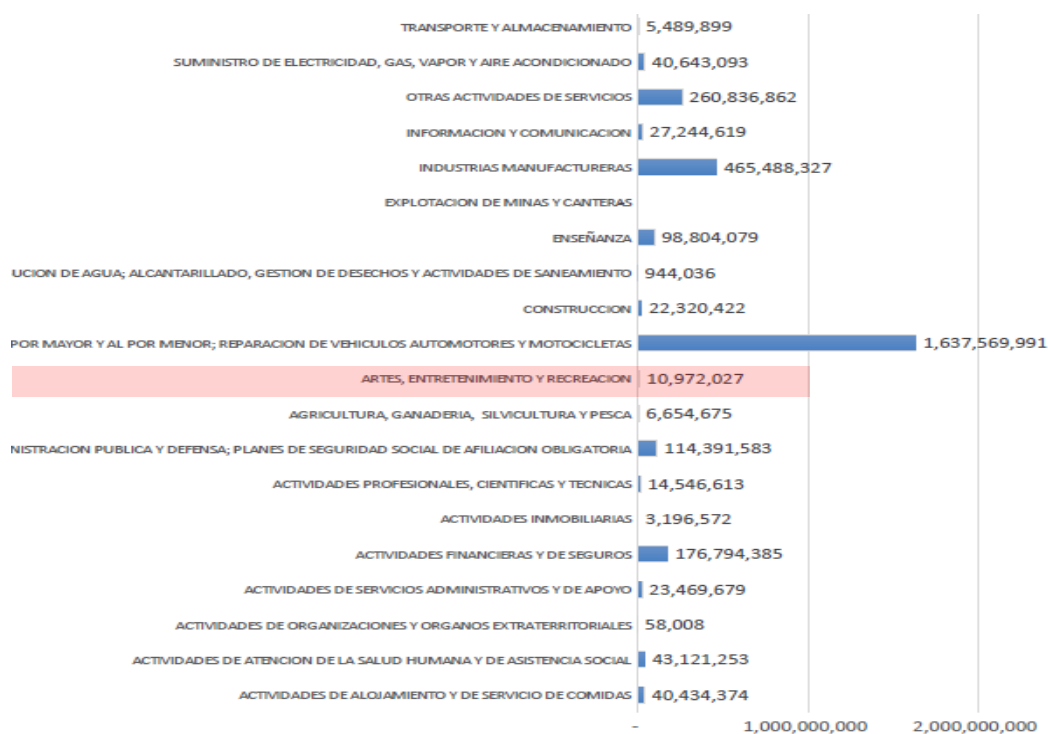 TRANSPORTE Y ALMACENAMIENTO 5,489,899
SUMINISTRO DE ELECTRICIDAD, GAS, VAPOR Y AIRE ACONDICIONADO 40,643,093
OTRAS ACTIVIDADES DE SERVICIOS 260,836,862
INFORMACION Y COMUNICACION 27,244,619
INDUSTRIAS MANUFACTURERAS 465,488,327
EXPLOTACION DE MINAS Y CANTERAS -
ENSEÑANZA 98,804,079
UCION DE AGUA; ALCANTARILLADO, GESTION DE DESECHOS Y ACTIVIDADES DE SANEAMIENTO 944,036
CONSTRUCCION 22,320,422
POR MAYOR Y AL POR MENOR; REPARACION DE VEHICULOS AUTOMOTORES Y MOTOCICLETAS 1,637,569,991
ARTES, ENTRETENIMIENTO Y RECREACION 10,972,027
AGRICULTURA, GANADERIA, SILVICULTURA Y PESCA 6,654,675
NISTRACION PUBLICA Y DEFENSA; PLANES DE SEGURIDAD SOCIAL DE AFILIACION OBLIGATORIA 114,391,583
ACTIVIDADES PROFESIONALES, CIENTIFICAS Y TECNICAS 14,546,613
ACTIVIDADES INMOBILIARIAS 3,196,572
ACTIVIDADES FINANCIERAS Y DE SEGUROS 176,794,385
ACTIVIDADES DE SERVICIOS ADMINISTRATIVOS Y DE APOYO 23,469,679
ACTIVIDADES DE ORGANIZACIONES Y ORGANOS EXTRATERRITORIALES 58,008
ACTIVIDADES DE ATENCION DE LA SALUD HUMANA Y DE ASISTENCIA SOCIAL 43,121,253
ACTIVIDADES DE ALOJAMIENTO Y DE SERVICIO DE COMIDAS 40,434,374
- 1,000,000,000 2,000,000,000